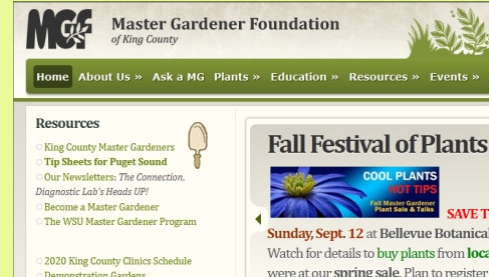 MGF
Master Gardener Foundation
of King County
Home About Us » Ask a MG Plants » Education » Resources » Events »
Resources
King County Master Gardeners
Tip Sheets for Puget Sound
Our Newsletters: The Connection,
Diagnostic Lab's Heads UP!
Become a Master Gardener
The WSU Master Gardener Program
2020 King County Clinics Schedule
Demonstration Gardens
Fall Festival of Plants
COOL PLANTS
HOT TIPS
Fall Master Gardener
Plant Sale & Talks
SAVE T
Sunday, Sept. 12 at Bellevue Botanica
Watch for details to buy plants from loca
were at our spring sale. Plan to register